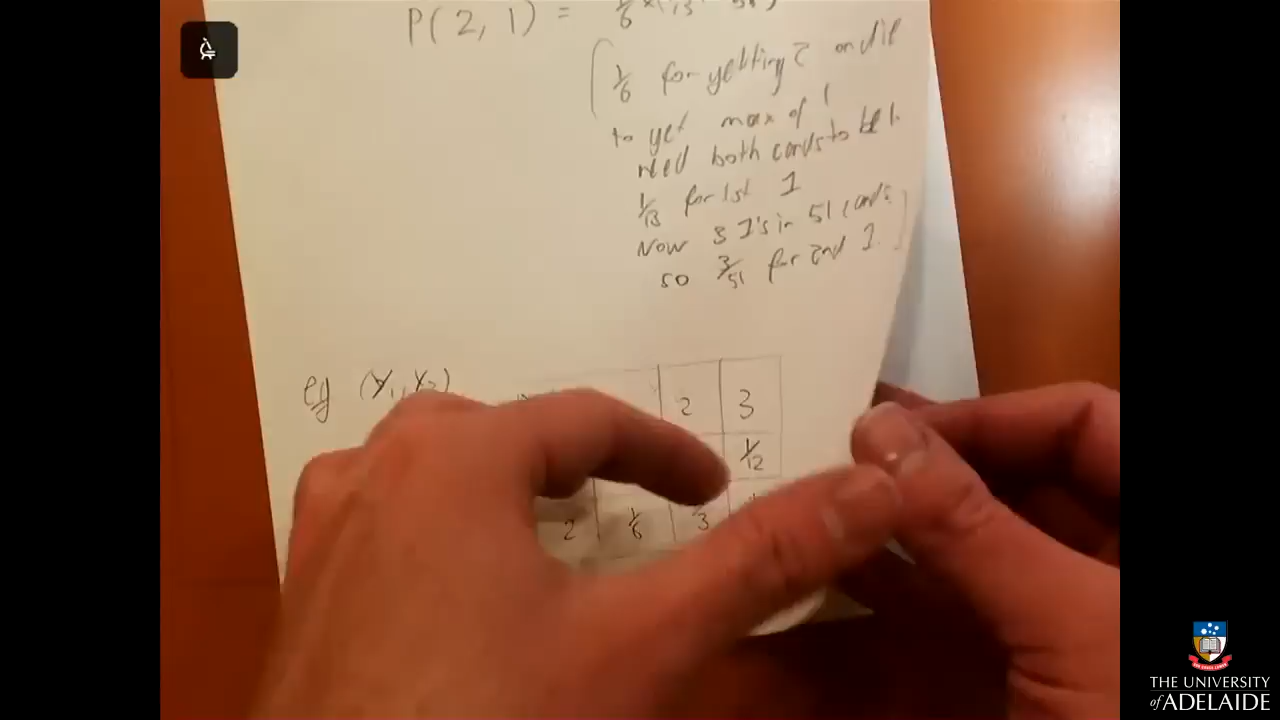 P(2, 1) =
1/6 for getting 2 on die
to get max of 1
need both cards to be 1.
1/13 for 1st 1
Now 3 1's in 51 cards
so 3/51 for 2nd 1.
eg (Y₁, Y₂)
2 3
1/12
2 1/6
THE UNIVERSITY
of ADELAIDE